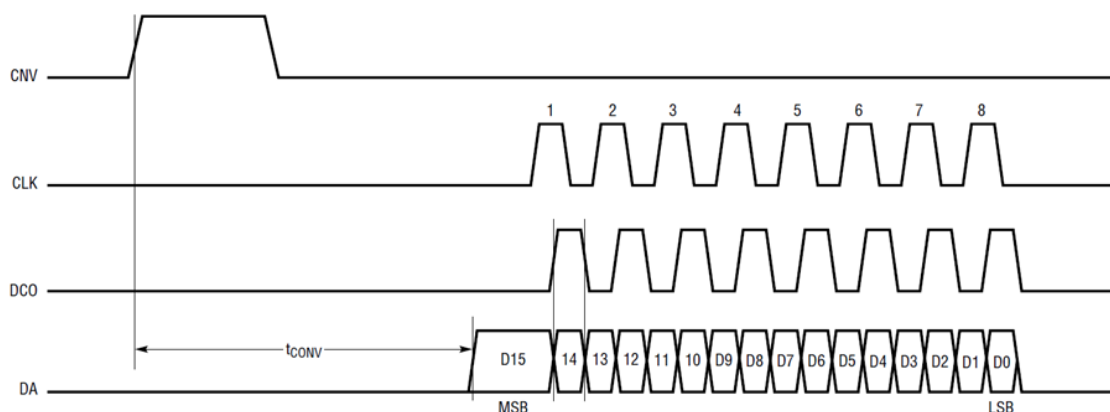 CNV
1 2 3 4 5 6 7 8
CLK
DCO
tCONV
DA D15 14 13 12 11 10 D9 D8 D7 D6 D5 D4 D3 D2 D1 D0
MSB LSB